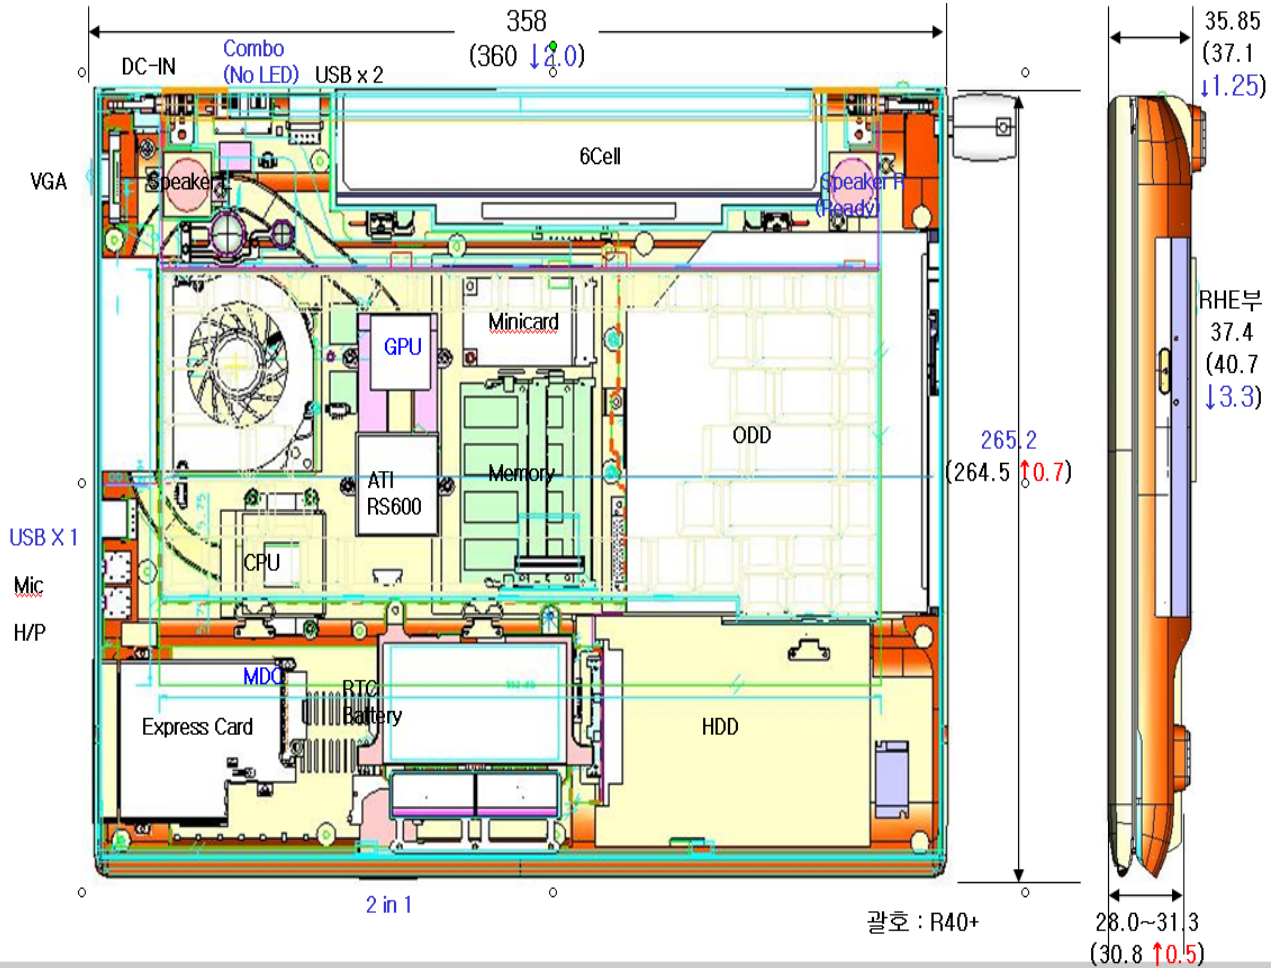 358
(360 ↓2.0)
35.85
(37.1
↓1.25)
Combo
(No LED)
DC-IN
USB x 2
6Cell
VGA
Speaker L
Speaker R
(Ready)
Minicard
GPU
RHE부
37.4
(40.7
↓3.3)
ODD
265.2
(264.5 ↑0.7)
ATI
RS600
Memory
USB X 1
CPU
Mic
H/P
MDC
RTC
Battery
Express Card
HDD
2 in 1
괄호 : R40+
28.0~31.3
(30.8 ↑0.5)